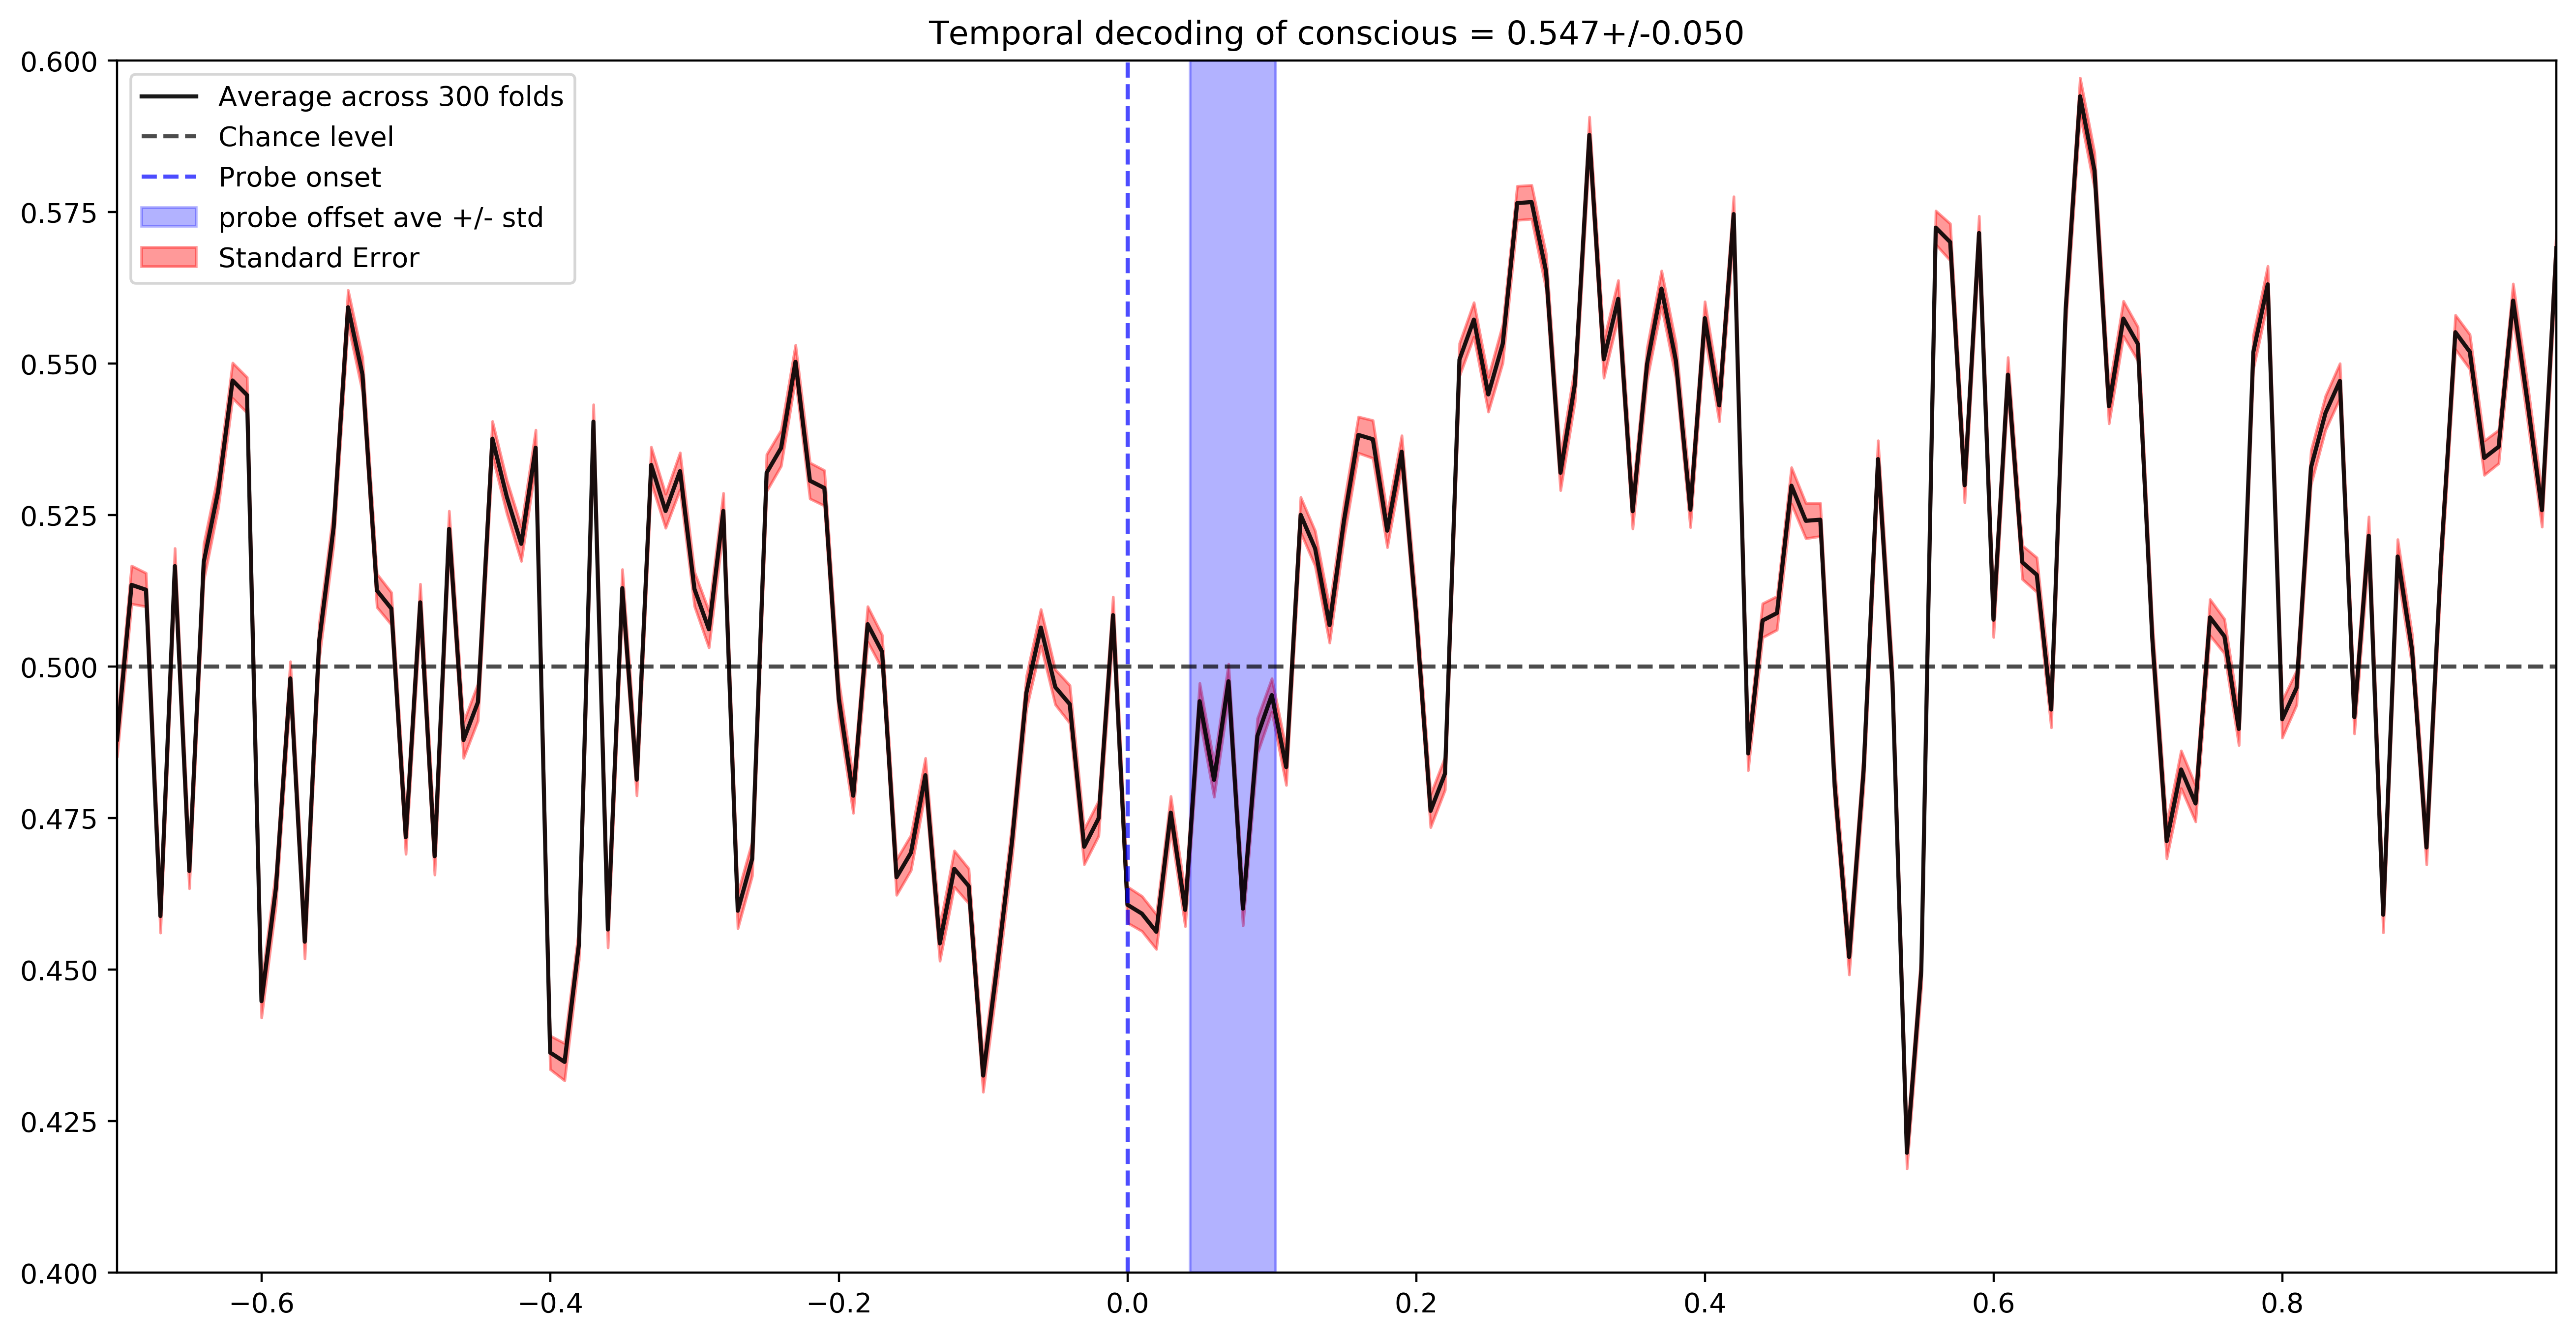 Temporal decoding of conscious = 0.547+/-0.050
Average across 300 folds
Chance level
Probe onset
probe offset ave +/- std
Standard Error
0.600
0.575
0.550
0.525
0.500
0.475
0.450
0.425
0.400
−0.6
−0.4
−0.2
0.0
0.2
0.4
0.6
0.8